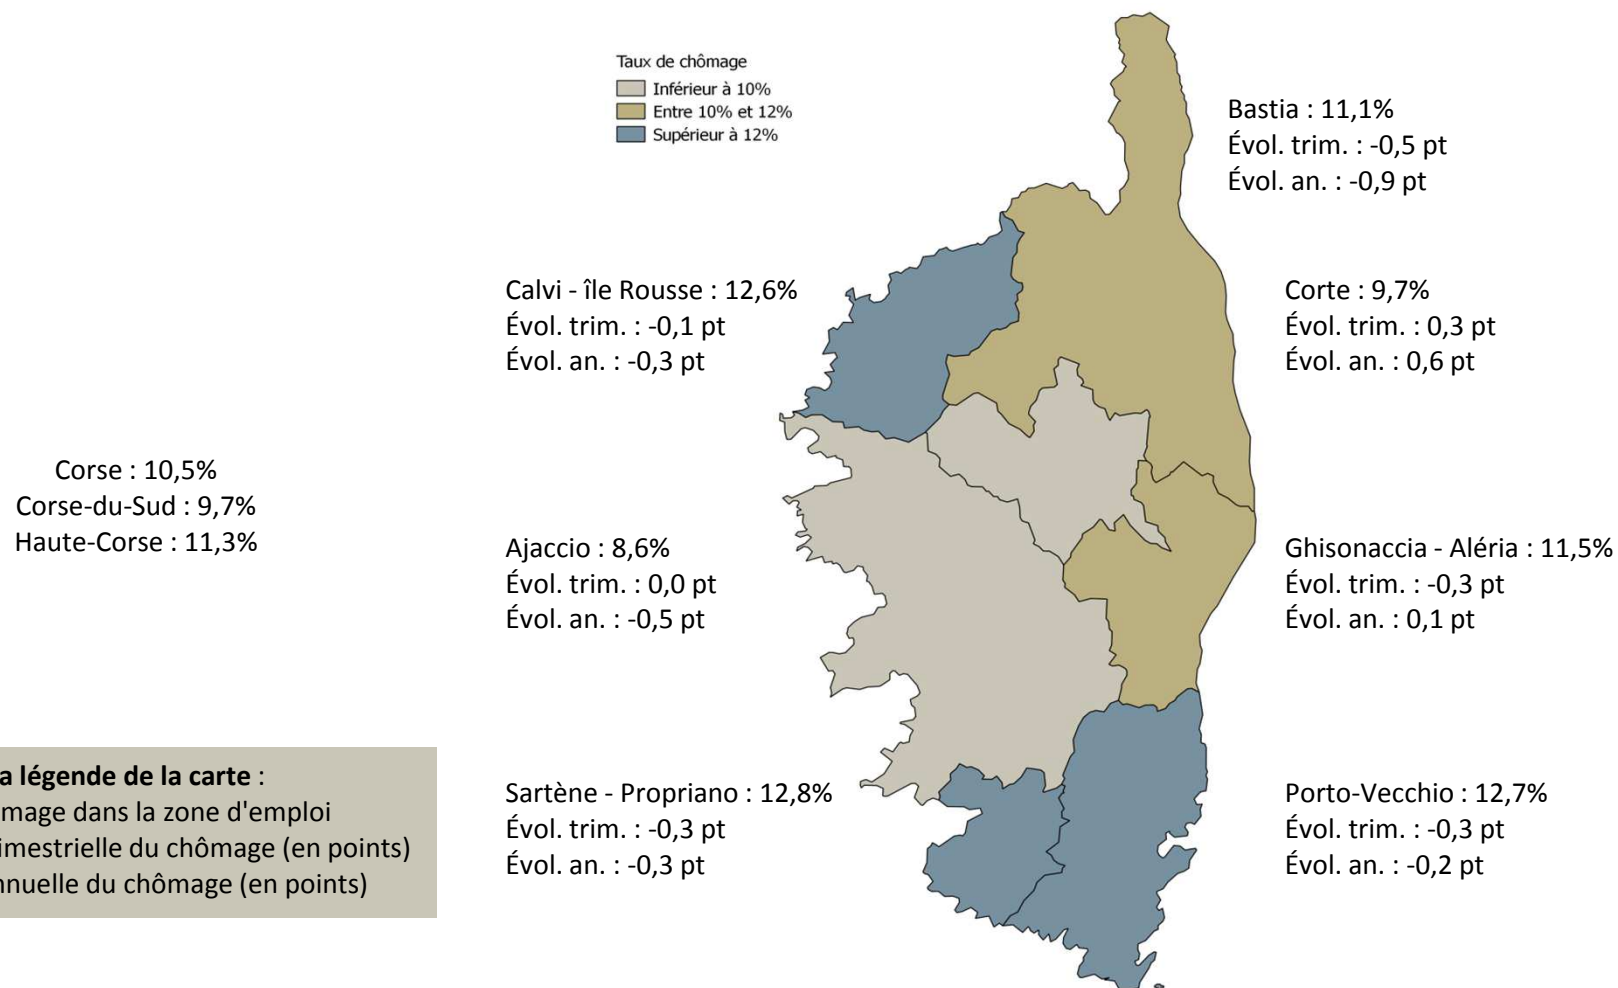 Taux de chômage
Inférieur à 10%
Entre 10% et 12%
Supérieur à 12%
Bastia : 11,1%
Évol. trim. : -0,5 pt
Évol. an. : -0,9 pt
Calvi - île Rousse : 12,6%
Évol. trim. : -0,1 pt
Évol. an. : -0,3 pt
Corte : 9,7%
Évol. trim. : 0,3 pt
Évol. an. : 0,6 pt
Corse : 10,5%
Corse-du-Sud : 9,7%
Haute-Corse : 11,3%
Ajaccio : 8,6%
Évol. trim. : 0,0 pt
Évol. an. : -0,5 pt
Ghisonaccia - Aléria : 11,5%
Évol. trim. : -0,3 pt
Évol. an. : 0,1 pt
a légende de la carte :
mage dans la zone d'emploi
imestrielle du chômage (en points)
nnuelle du chômage (en points)
Sartène - Propriano : 12,8%
Évol. trim. : -0,3 pt
Évol. an. : -0,3 pt
Porto-Vecchio : 12,7%
Évol. trim. : -0,3 pt
Évol. an. : -0,2 pt